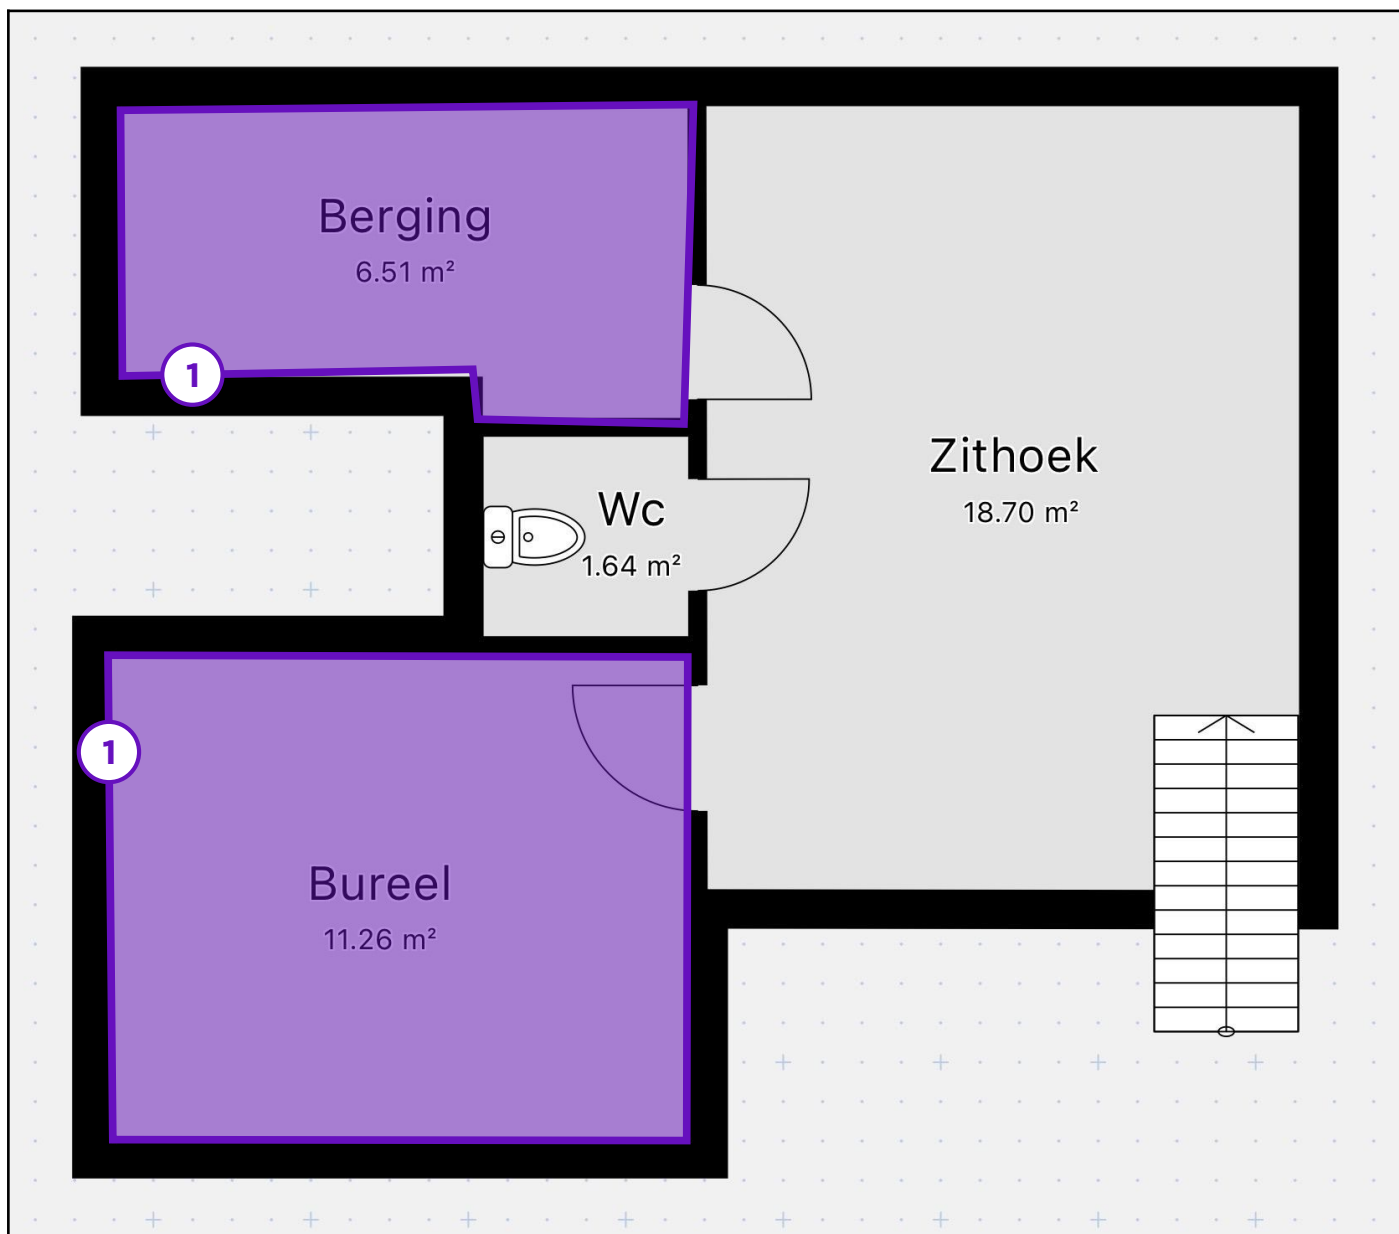 Berging
6.51 m²
1
Zithoek
18.70 m²
Wc
1.64 m²
1
Bureel
11.26 m²